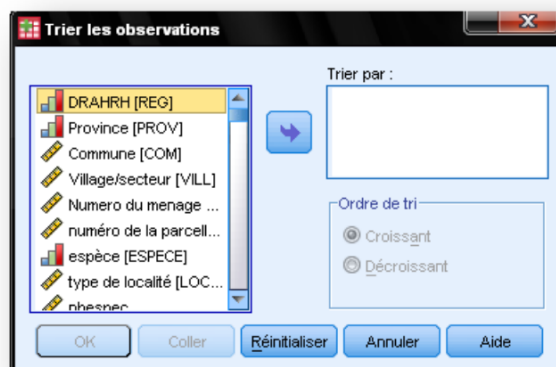 Trier les observations
Trier par :
DRAHRH [REG]
Province [PROV]
Commune [COM]
Village/secteur [VILL]
Numero du menage ...
numéro de la parcell...
espèce [ESPECE]
type de localité [LOC...
nbespec
Ordre de tri
Croissant
Décroissant
OK
Coller
Réinitialiser
Annuler
Aide